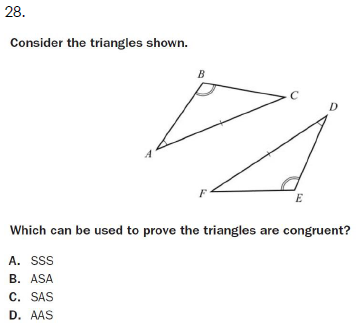 28.
Consider the triangles shown.
B
C
D
A
F
E
Which can be used to prove the triangles are congruent?
A. SSS
B. ASA
C. SAS
D. AAS